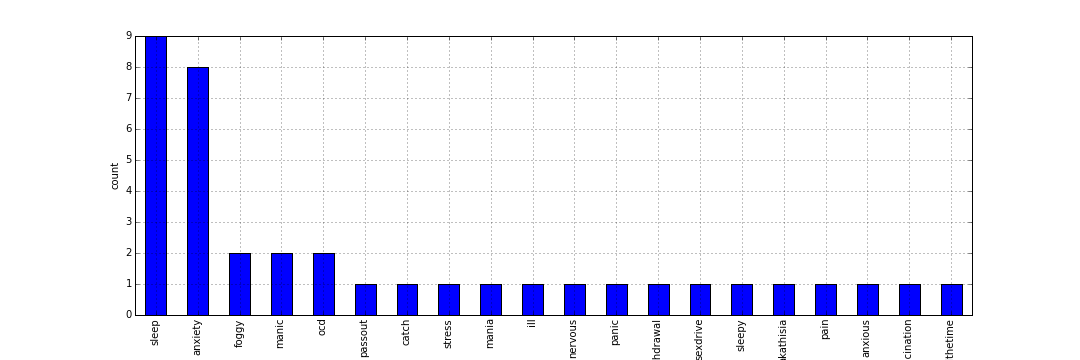 9
8
7
6
5
4
3
2
1
0
count
sleep
anxiety
foggy
manic
ocd
passout
catch
stress
mania
ill
nervous
panic
hdrawal
sexdrive
sleepy
kathisia
pain
anxious
cination
thetime